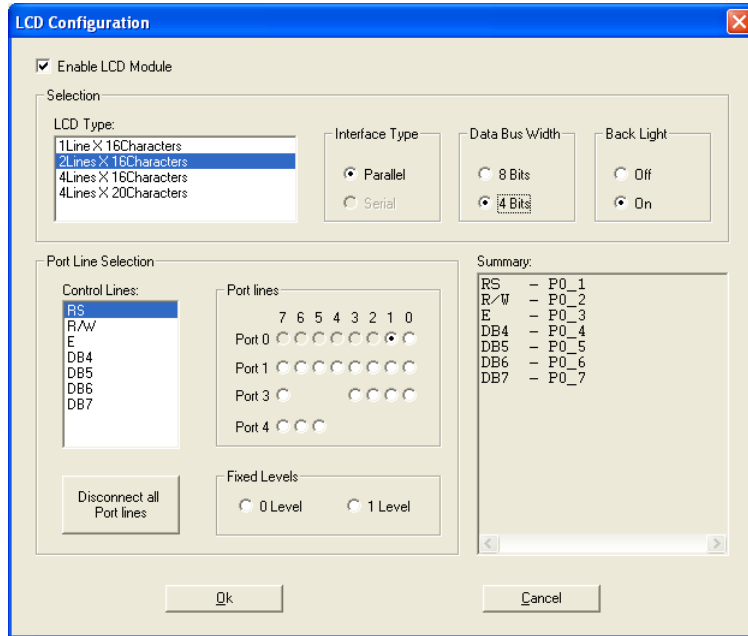 LCD Configuration
Enable LCD Module
Selection
LCD Type:
1Line X 16Characters
2Lines X 16Characters
4Lines X 16Characters
4Lines X 20Characters
Interface Type
Parallel
Serial
Data Bus Width
8 Bits
4 Bits
Back Light
Off
On
Port Line Selection
Control Lines:
RS
R/W
E
DB4
DB5
DB6
DB7
Port lines
7 6 5 4 3 2 1 0
Port 0
Port 1
Port 3
Port 4
Disconnect all
Port lines
Fixed Levels
0 Level
1 Level
Summary:
RS - P0_1
R/W - P0_2
E - P0_3
DB4 - P0_4
DB5 - P0_5
DB6 - P0_6
DB7 - P0_7
Ok
Cancel